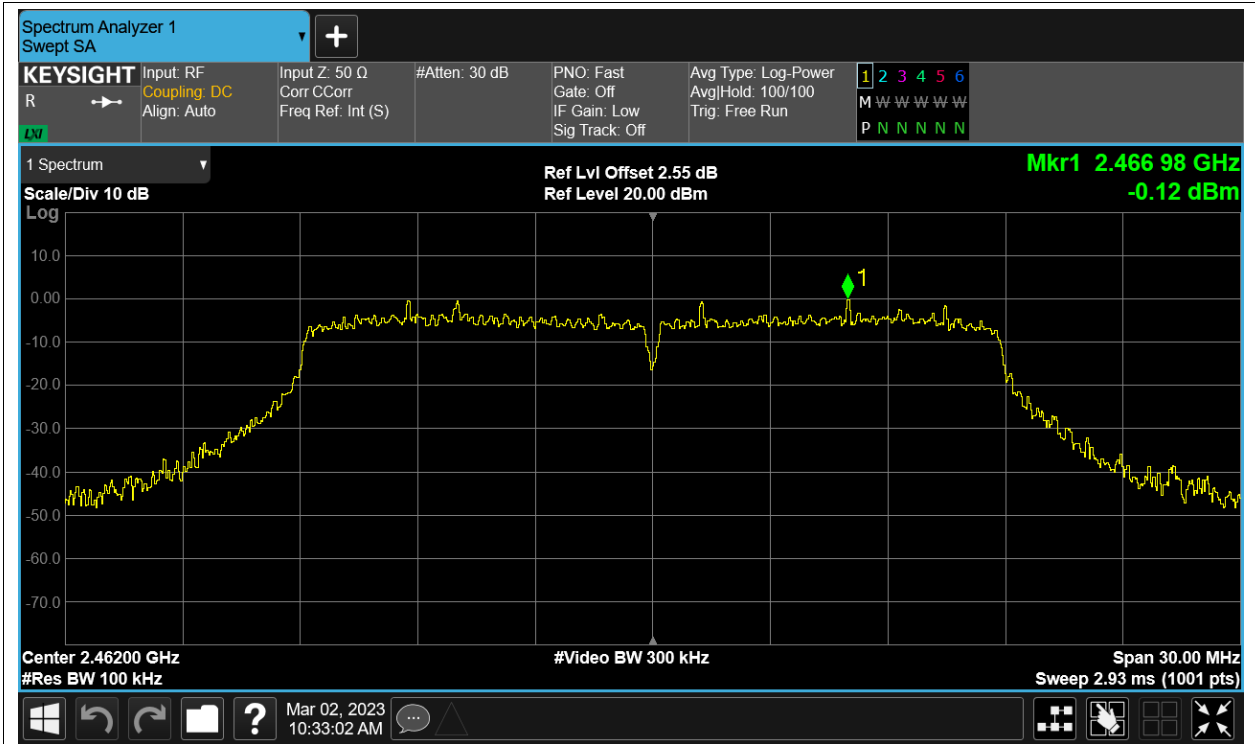 Spectrum Analyzer 1
Swept SA
+
KEYSIGHT
R
LXI
Input: RF
Coupling: DC
Align: Auto
Input Z: 50 Ω
Corr CCorr
Freq Ref: Int (S)
#Atten: 30 dB
PNO: Fast
Gate: Off
IF Gain: Low
Sig Track: Off
Avg Type: Log-Power
Avg|Hold: 100/100
Trig: Free Run
1 2 3 4 5 6
M W W W W W
P N N N N N
1 Spectrum
Scale/Div 10 dB
Ref Lvl Offset 2.55 dB
Ref Level 20.00 dBm
Mkr1 2.466 98 GHz
-0.12 dBm
Log
10.0
0.00
-10.0
-20.0
-30.0
-40.0
-50.0
-60.0
-70.0
1
Center 2.46200 GHz
#Res BW 100 kHz
#Video BW 300 kHz
Span 30.00 MHz
Sweep 2.93 ms (1001 pts)
?
Mar 02, 2023
10:33:02 AM